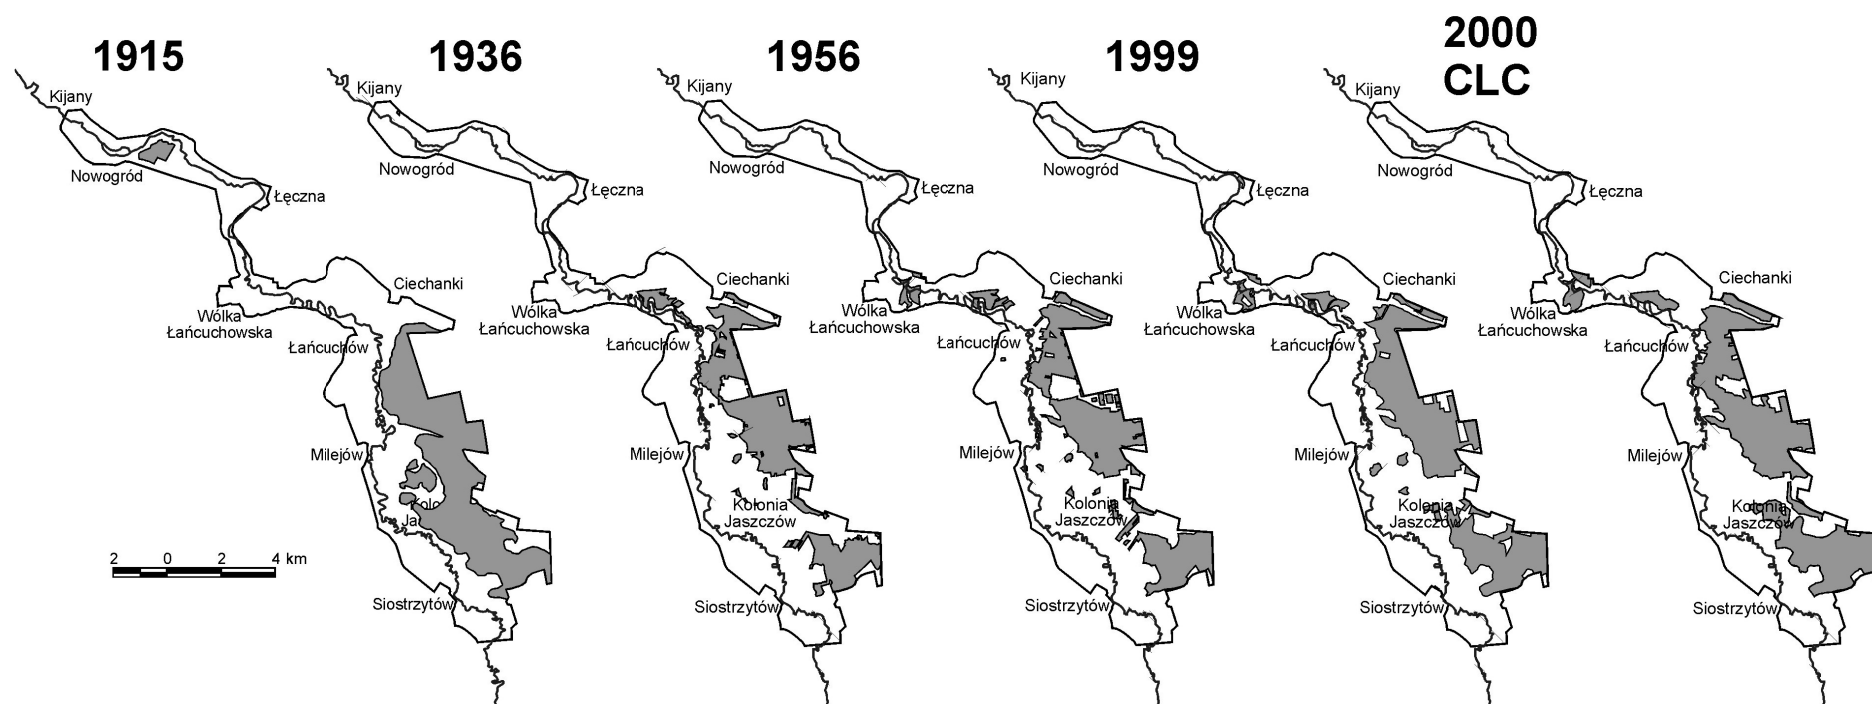 1915
1936
1956
1999
2000
CLC
Kijany
Nowogród
Łęczna
Ciechanki
Wólka
Łańcuchowska
Łańcuchów
Milejów
Kolo
Ja
Siostrzytów
2 0 2 4 km
Kijany
Nowogród
Łęczna
Ciechanki
Wólka
Łańcuchowska
Łańcuchów
Milejów
Kolonia
Jaszczów
Siostrzytów
Kijany
Nowogród
Łęczna
Ciechanki
Wólka
Łańcuchowska
Łańcuchów
Milejów
Kolonia
Jaszczów
Siostrzytów
Kijany
Nowogród
Łęczna
Ciechanki
Wólka
Łańcuchowska
Łańcuchów
Milejów
Kolonia
Jaszczów
Siostrzytów
Kijany
Nowogród
Łęczna
Ciechanki
Wólka
Łańcuchowska
Łańcuchów
Milejów
Kolonia
Jaszczów
Siostrzytów